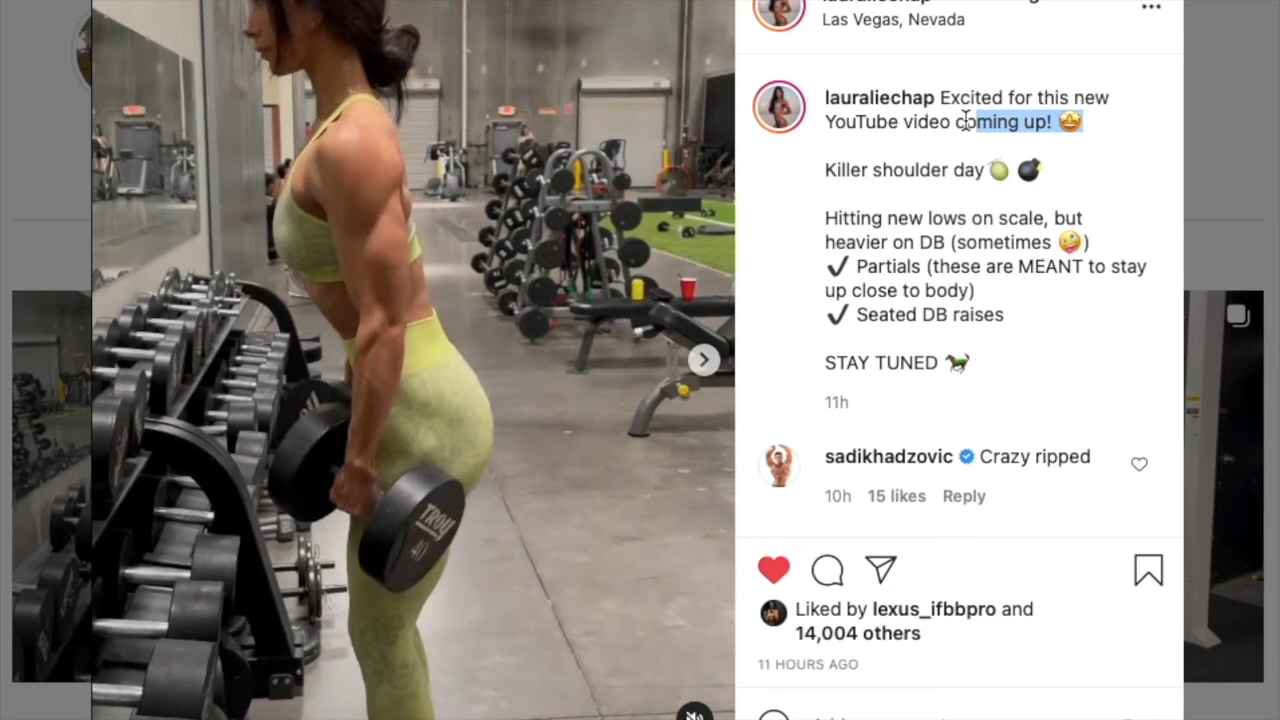 Las Vegas, Nevada
lauraliechap Excited for this new
YouTube video coming up! 🤩
Killer shoulder day 🍈 💣
Hitting new lows on scale, but
heavier on DB (sometimes 🤪)
✔️ Partials (these are MEANT to stay
up close to body)
✔️ Seated DB raises
STAY TUNED 🐎
11h
sadikhadzovic Crazy ripped
10h 15 likes Reply
Liked by lexus_ifbbpro and
14,004 others
11 HOURS AGO
TROY
40